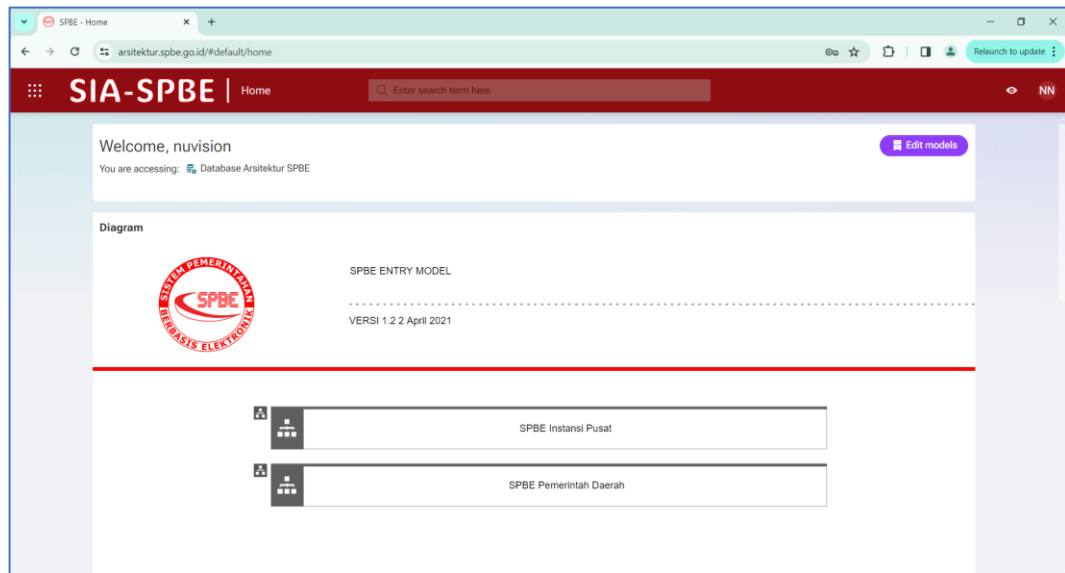 SPBE - Home
arsitektur.spbe.go.id/#default/home
Relaunch to update
SIA-SPBE | Home
Enter search term here
NN
Welcome, nuvision
Edit models
You are accessing: Database Arsitektur SPBE
Diagram
SISTEM PEMERINTAHAN
SPBE
BERBASIS ELEKTRONIK
SPBE ENTRY MODEL
VERSI 1.2 2 April 2021
SPBE Instansi Pusat
SPBE Pemerintah Daerah